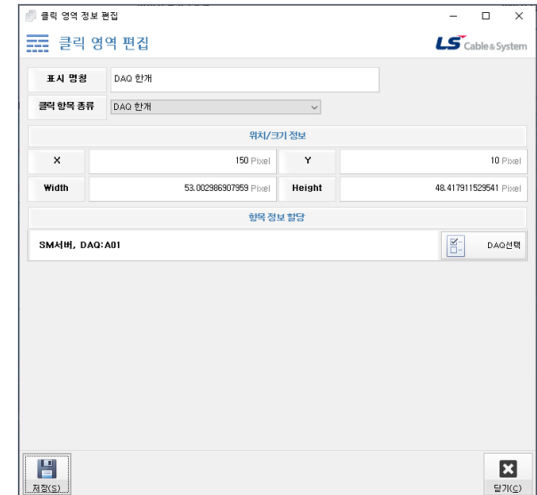 클릭 영역 정보 편집
클릭 영역 편집
LS Cable & System
표시 명칭 DAQ 한개
클릭 항목 종류 DAQ 한개
위치/크기 정보
X 150 Pixel Y 10 Pixel
Width 53.002986907959 Pixel Height 48.417911529541 Pixel
항목 정보 할당
SM서버, DAQ:A01 DAQ선택
저장(S) 닫기(C)